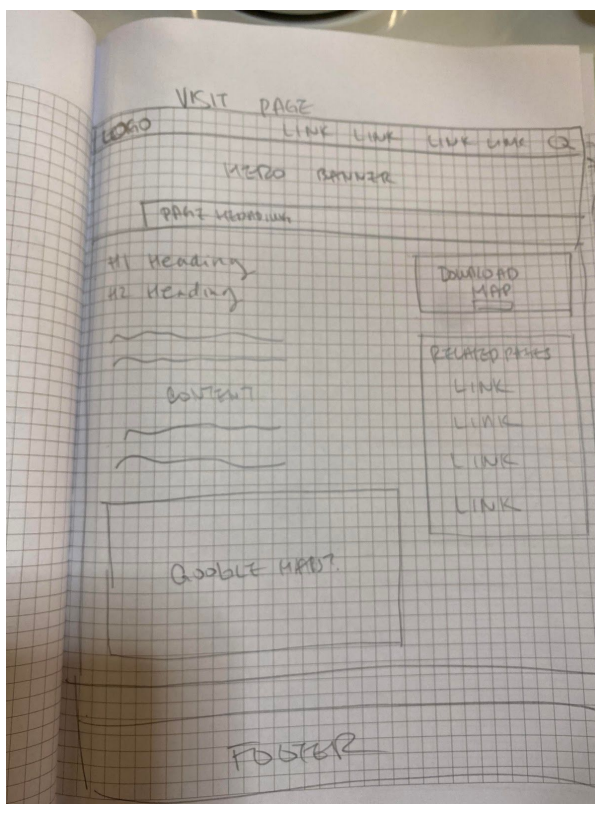 VISIT PAGE
LOGO LINK LINK LINK LINK
HERO BANNER
PAGE HEADING
H1 Heading
H2 Heading
DOWNLOAD
MAP
RELATED PAGES
LINK
LINK
LINK
LINK
CONTENT
GOOGLE MAP?
FOOTER